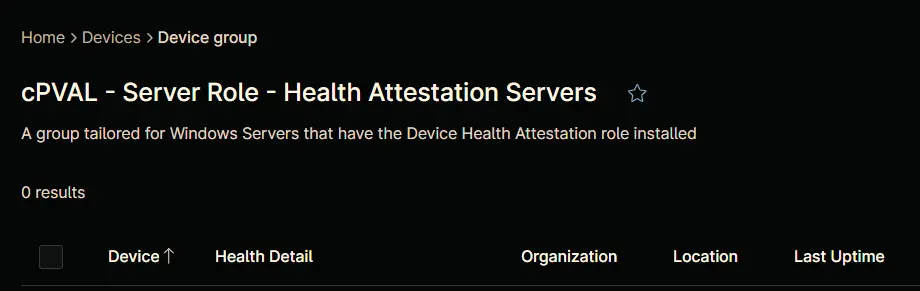 Home > Devices > Device group
cPVAL - Server Role - Health Attestation Servers
A group tailored for Windows Servers that have the Device Health Attestation role installed
0 results
Device ↑ Health Detail Organization Location Last Uptime